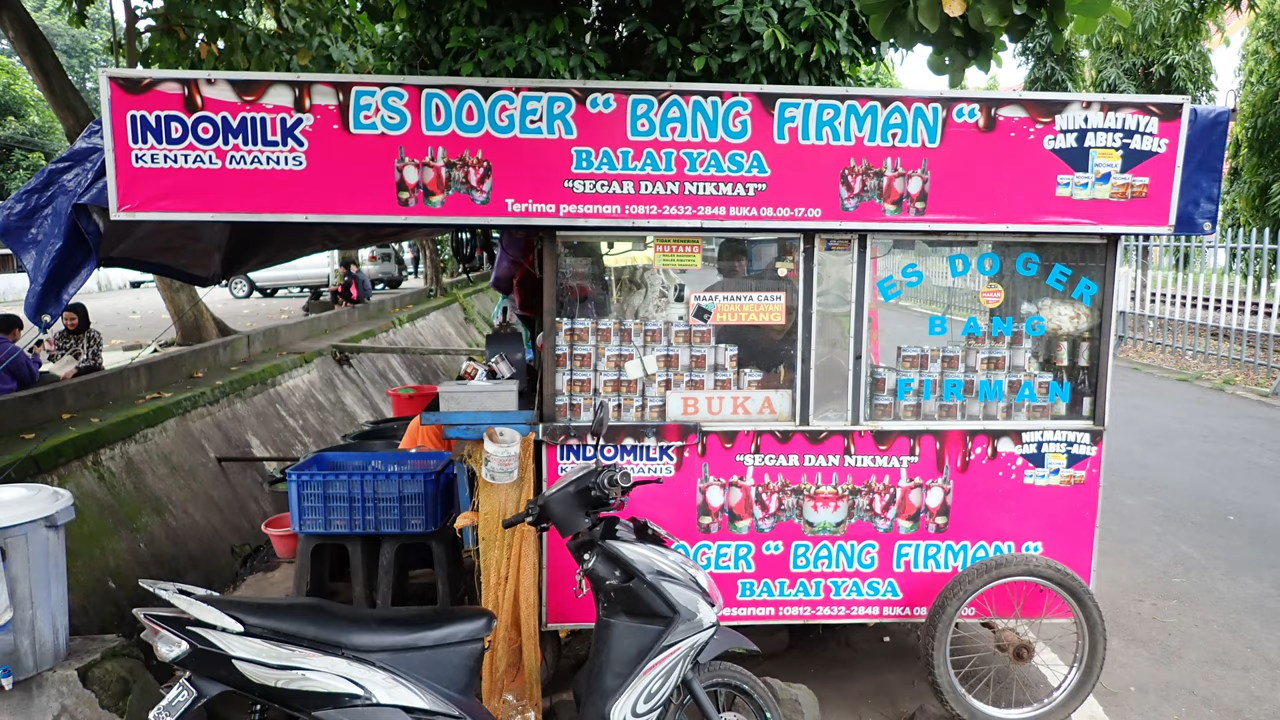 INDOMILK
KENTAL MANIS
ES DOGER “ BANG FIRMAN “
BALAI YASA
“SEGAR DAN NIKMAT”
Terima pesanan :0812-2632-2848 BUKA 08.00-17.00
NIKMATNYA
GAK ABIS-ABIS
INDOMILK
TIDAK MENERIMA
HUTANG
MAAF, HANYA CASH
TIDAK MELAYANI
HUTANG
BUKA
ES DOGER
BANG
FIRMAN
INDOMILK
MANIS
“SEGAR DAN NIKMAT”
NIKMATNYA
GAK ABIS-ABIS
OGER “ BANG FIRMAN “
BALAI YASA
pesanan :0812-2632-2848 BUKA 08
00